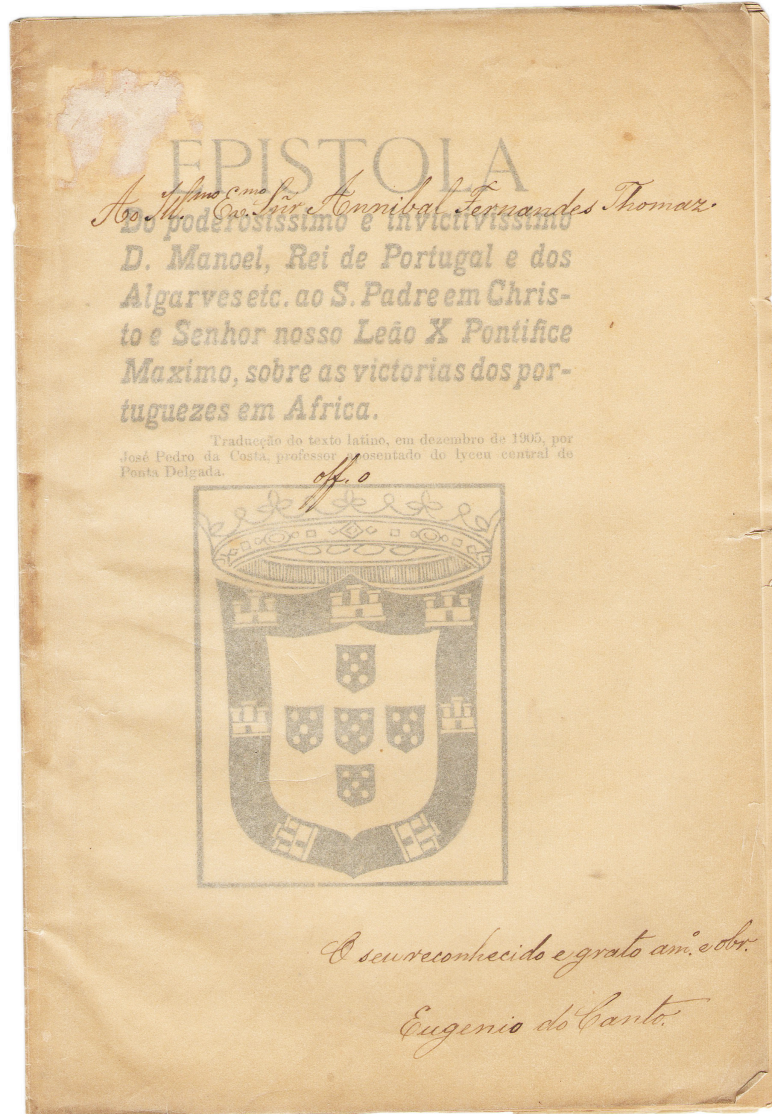 EPISTOLA
Ao Ill.mo Ex.mo Sñr Annibal Fernandes Thomaz.
Do poderosissimo e invictivissimo
D. Manoel, Rei de Portugal e dos
Algarves etc. ao S. Padre em Chris-
to e Senhor nosso Leão X Pontifice
Maximo, sobre as victorias dos por-
tuguezes em Africa.
Traducção do texto latino, em dezembro de 1905, por
José Pedro da Costa, professor aposentado do lyceu central de
Ponta Delgada.
off. o
O seu reconhecido e grato am.º e obr.
Eugenio do Canto.